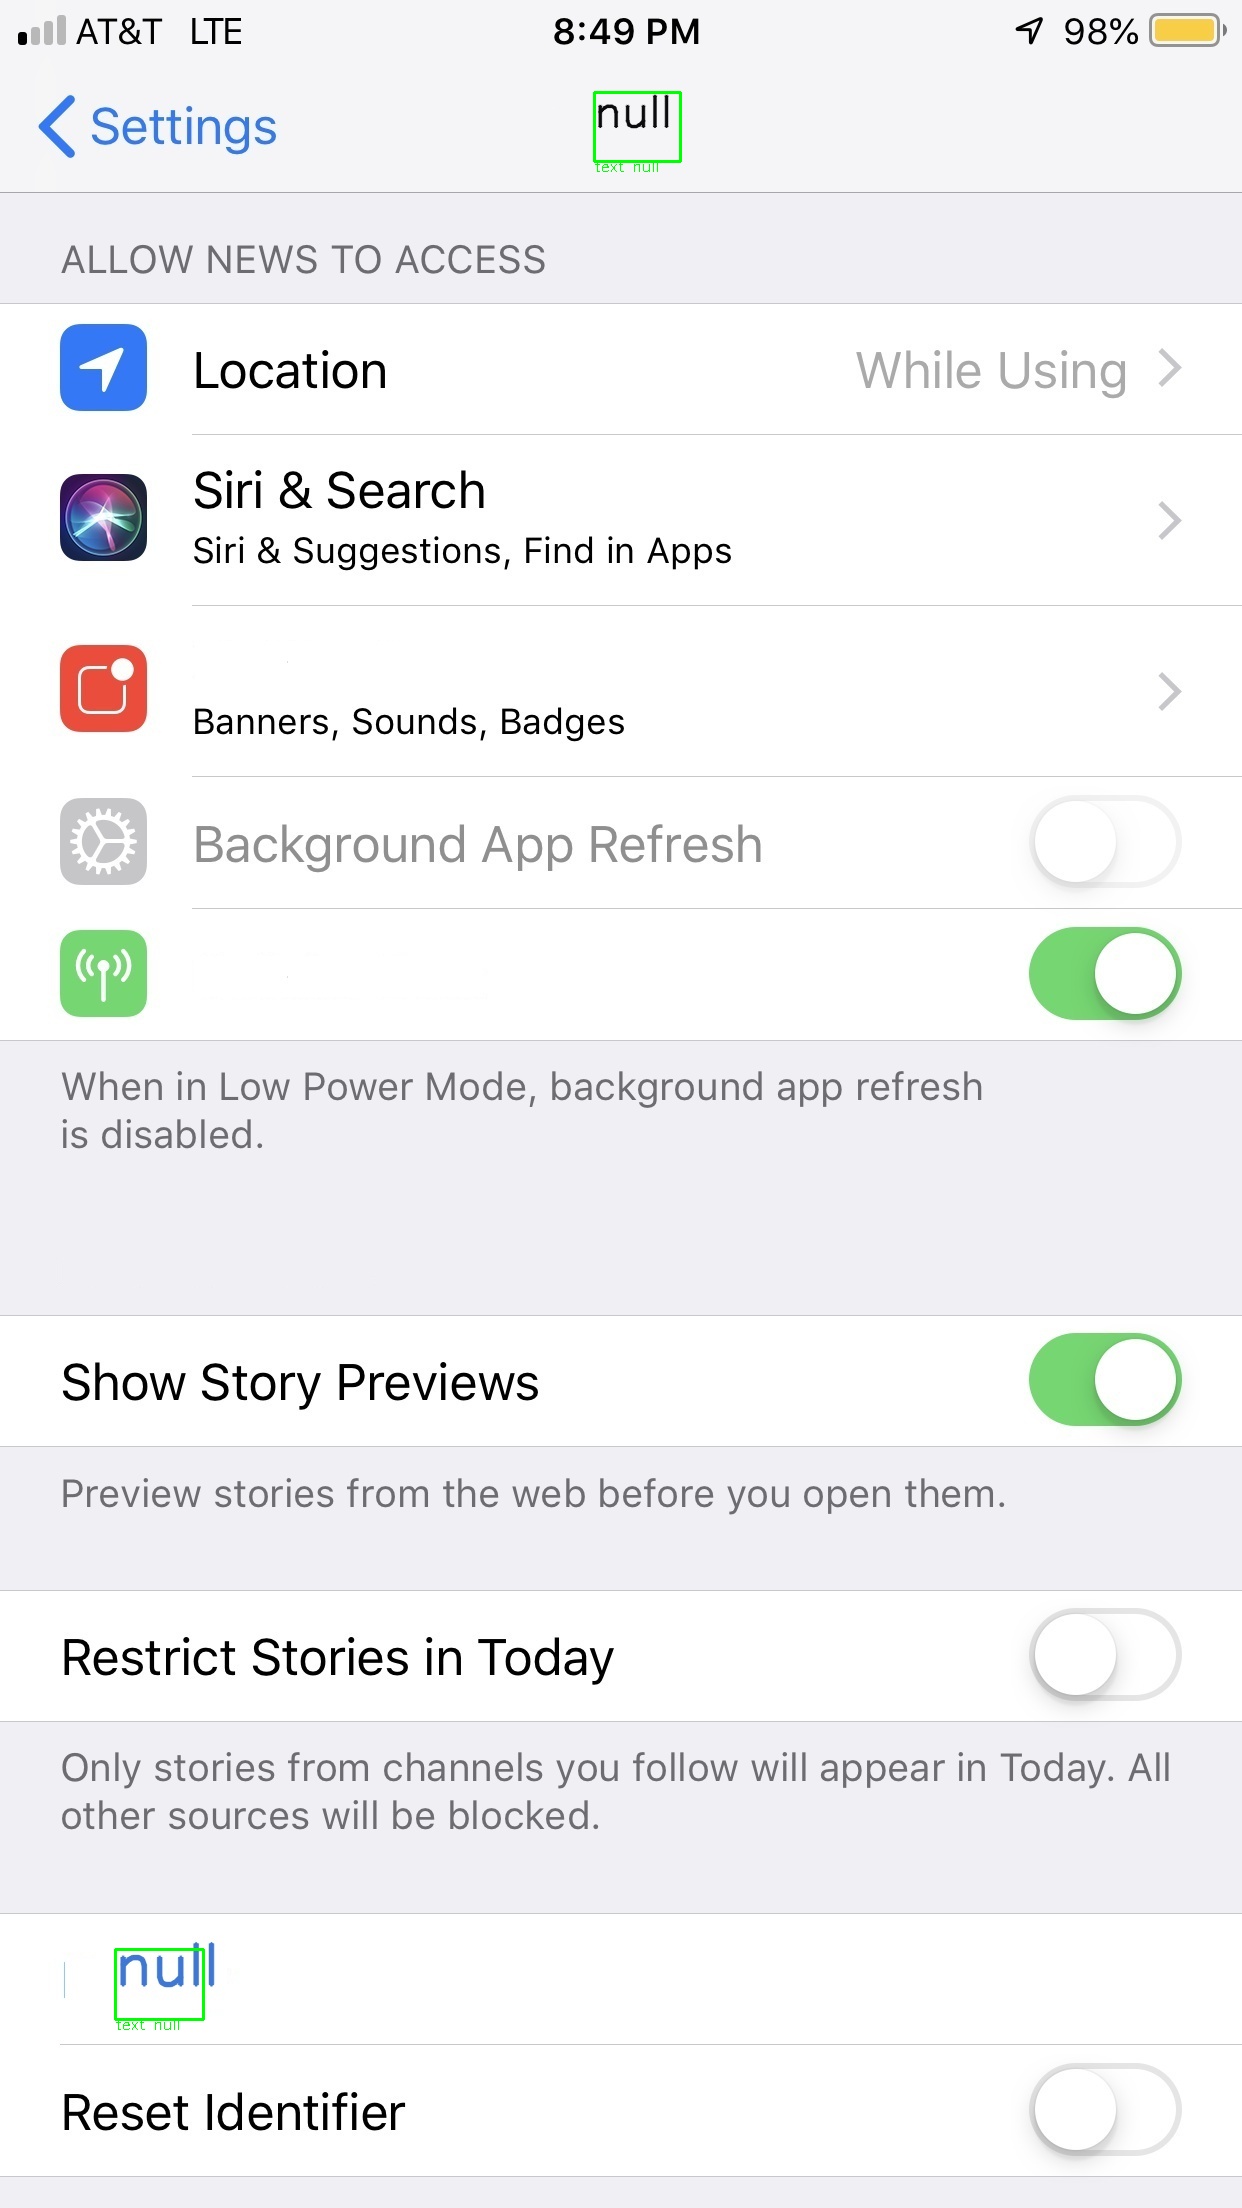 AT&T LTE 8:49 PM 98%
Settings
null
text null
ALLOW NEWS TO ACCESS
Location While Using
Siri & Search
Siri & Suggestions, Find in Apps
Banners, Sounds, Badges
Background App Refresh
When in Low Power Mode, background app refresh
is disabled.
Show Story Previews
Preview stories from the web before you open them.
Restrict Stories in Today
Only stories from channels you follow will appear in Today. All
other sources will be blocked.
null
text null
Reset Identifier